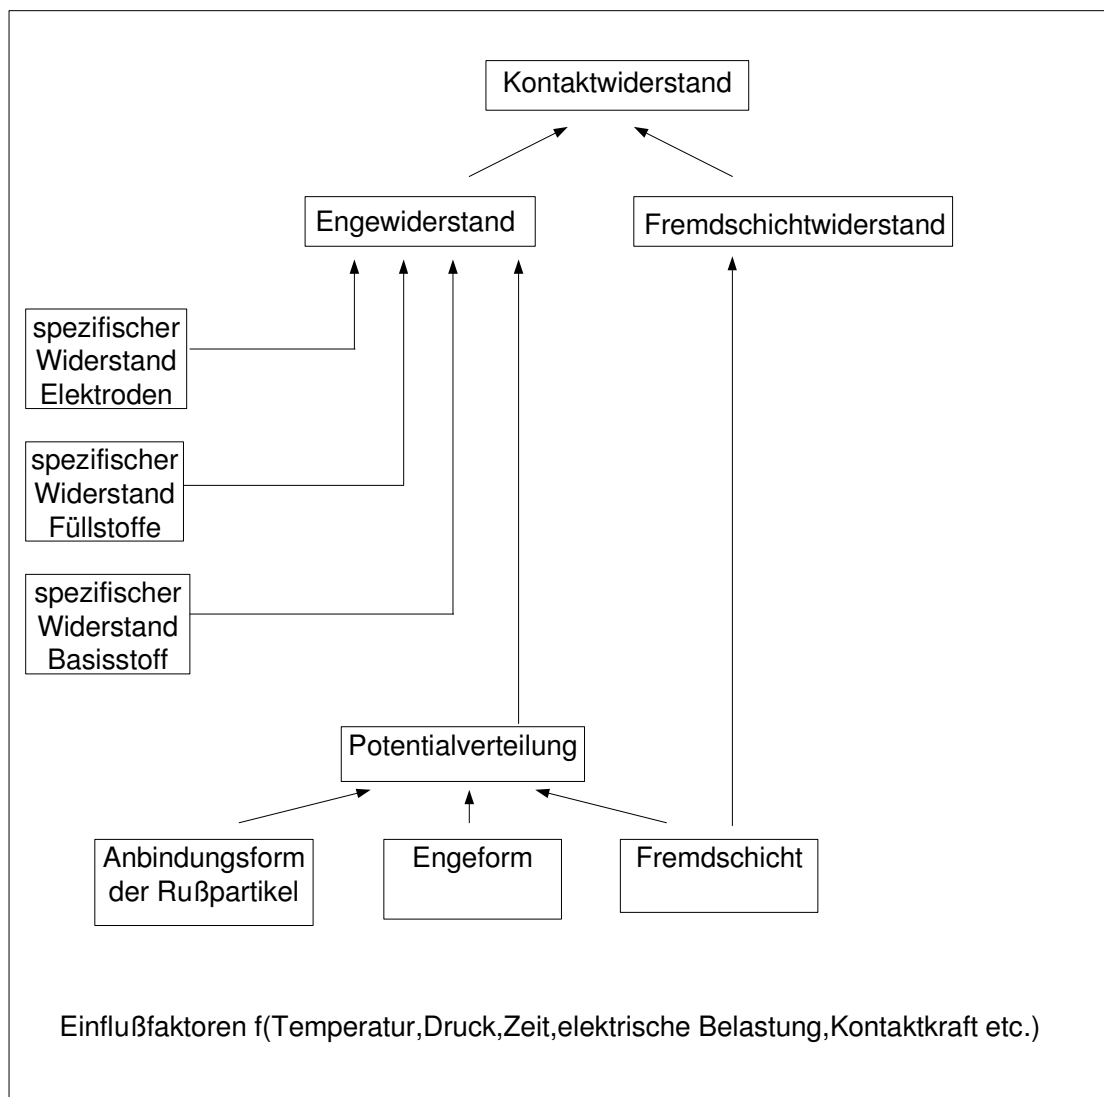 Kontaktwiderstand
Engewiderstand
Fremdschichtwiderstand
spezifischer
Widerstand
Elektroden
spezifischer
Widerstand
Füllstoffe
spezifischer
Widerstand
Basisstoff
Potentialverteilung
Anbindungsform
der Rußpartikel
Engeform
Fremdschicht
Einflußfaktoren f(Temperatur,Druck,Zeit,elektrische Belastung,Kontaktkraft etc.)